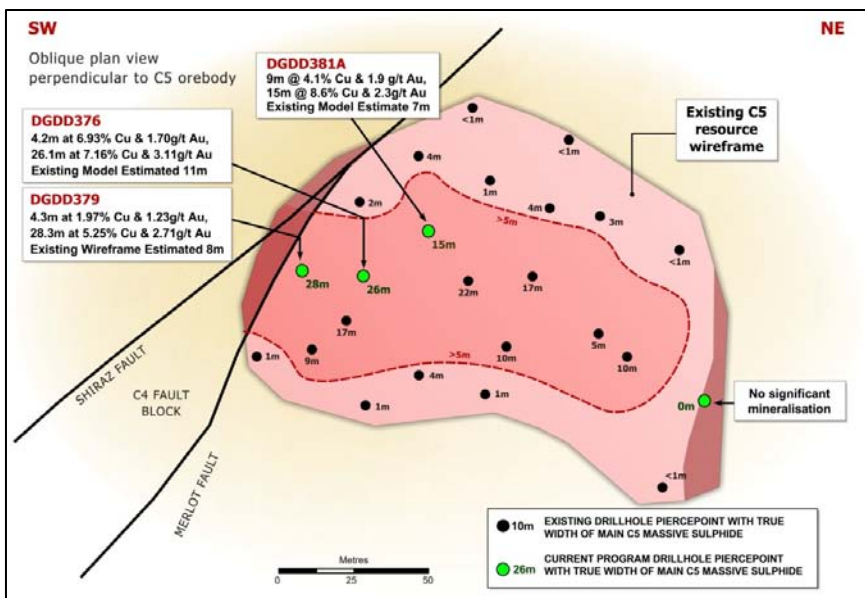 SW
NE
Oblique plan view
perpendicular to C5 orebody
DGDD381A
9m @ 4.1% Cu & 1.9 g/t Au,
15m @ 8.6% Cu & 2.3g/t Au
Existing Model Estimate 7m
DGDD376
4.2m at 6.93% Cu & 1.70g/t Au,
26.1m at 7.16% Cu & 3.11g/t Au
Existing Model Estimated 11m
DGDD379
4.3m at 1.97% Cu & 1.23g/t Au,
28.3m at 5.25% Cu & 2.71g/t Au
Existing Wireframe Estimated 8m
Existing C5
resource
wireframe
<1m
<1m
4m
1m
2m
4m
3m
>5m
15m
<1m
28m
26m
22m
17m
17m
5m
9m
10m
10m
1m
>5m
4m
1m
1m
0m
<1m
No significant
mineralisation
SHIRAZ FAULT
C4 FAULT
BLOCK
MERLOT FAULT
Metres
0
25
50
10m
EXISTING DRILLHOLE PIERCEPOINT WITH TRUE
WIDTH OF MAIN C5 MASSIVE SULPHIDE
26m
CURRENT PROGRAM DRILLHOLE PIERCEPOINT
WITH TRUE WIDTH OF MAIN C5 MASSIVE SULPHIDE